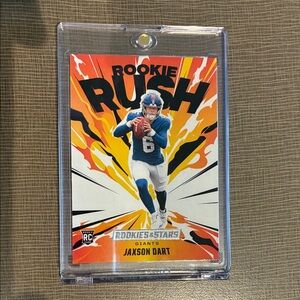 ROOKIE
RUSH
6
ROOKIES & STARS
GIANTS
RC
JAXSON DART